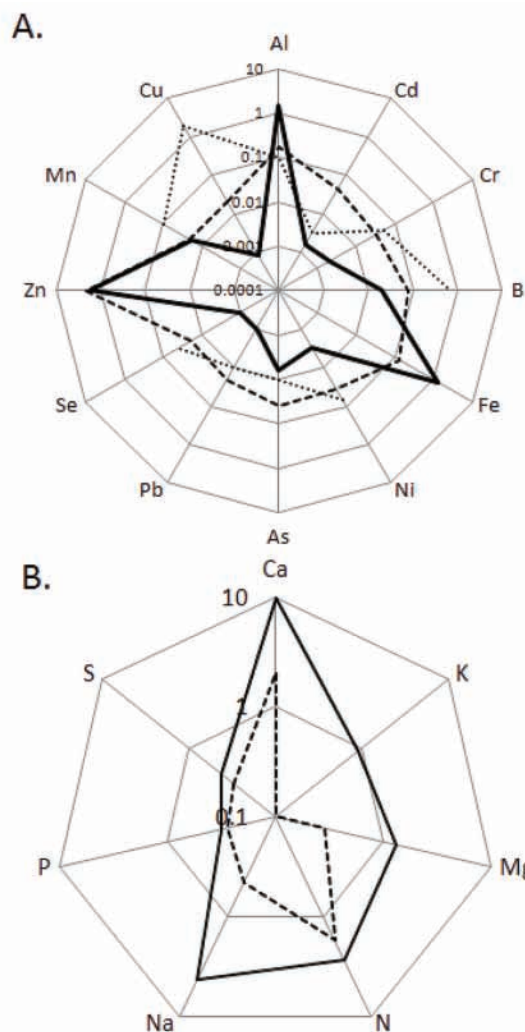 A.
Al
Cd
Cr
B
Fe
Ni
As
Pb
Se
Zn
Mn
Cu
10
1
0.1
0.01
0.001
0.0001
B.
Ca
K
Mg
N
Na
P
S
10
1
0.1